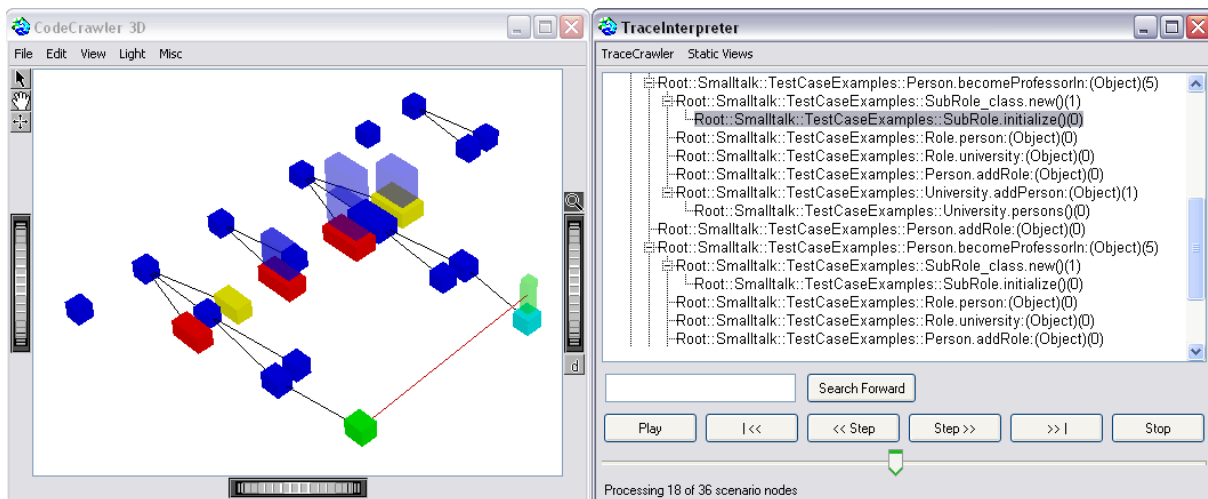 CodeCrawler 3D
File Edit View Light Misc
d
TraceInterpreter
TraceCrawler Static Views
Root::Smalltalk::TestCaseExamples::Person.becomeProfessorIn:(Object)(5)
Root::Smalltalk::TestCaseExamples::SubRole_class.new()(1)
Root::Smalltalk::TestCaseExamples::SubRole.initialize()(0)
Root::Smalltalk::TestCaseExamples::Role.person:(Object)(0)
Root::Smalltalk::TestCaseExamples::Role.university:(Object)(0)
Root::Smalltalk::TestCaseExamples::Person.addRole:(Object)(0)
Root::Smalltalk::TestCaseExamples::University.addPerson:(Object)(1)
Root::Smalltalk::TestCaseExamples::University.persons()(0)
Root::Smalltalk::TestCaseExamples::Person.addRole:(Object)(0)
Root::Smalltalk::TestCaseExamples::Person.becomeProfessorIn:(Object)(5)
Root::Smalltalk::TestCaseExamples::SubRole_class.new()(1)
Root::Smalltalk::TestCaseExamples::SubRole.initialize()(0)
Root::Smalltalk::TestCaseExamples::Role.person:(Object)(0)
Root::Smalltalk::TestCaseExamples::Role.university:(Object)(0)
Root::Smalltalk::TestCaseExamples::Person.addRole:(Object)(0)
Search Forward
Play |<< << Step Step >> >>| Stop
Processing 18 of 36 scenario nodes